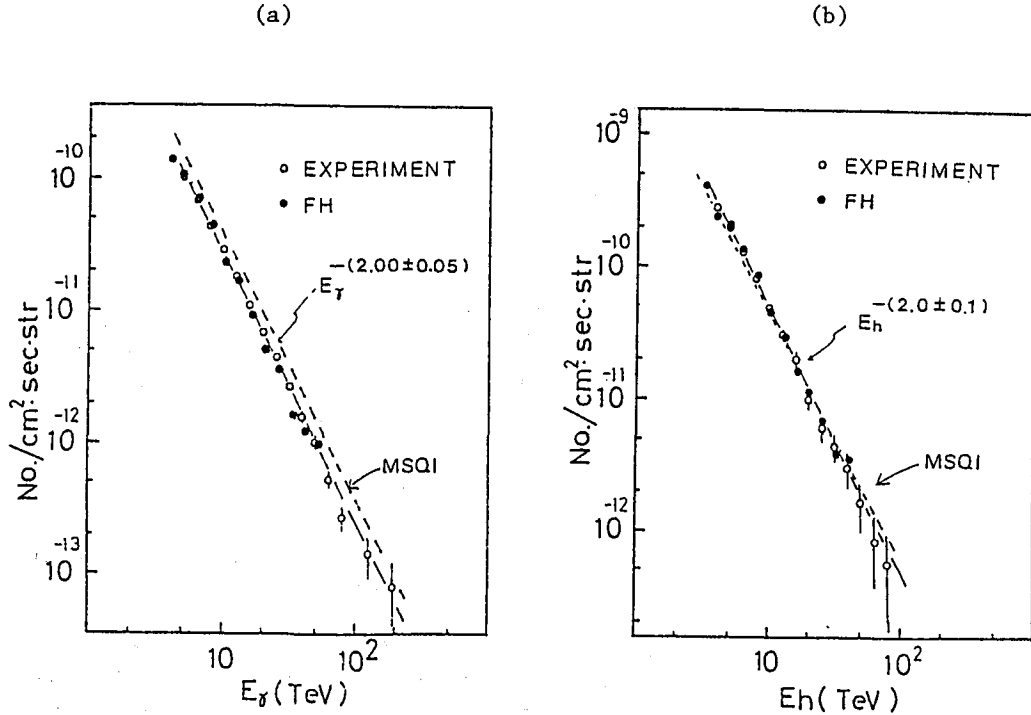 (a)
(b)
10^-10
10^-11
10^-12
10^-13
No./cm²·sec·str
○ EXPERIMENT
● FH
E_γ^-(2.00±0.05)
MSQI
10
10²
E_γ (TeV)
10^-9
10^-10
10^-11
10^-12
No./cm²·sec·str
○ EXPERIMENT
● FH
E_h^-(2.0±0.1)
MSQI
10
10²
Eh (TeV)